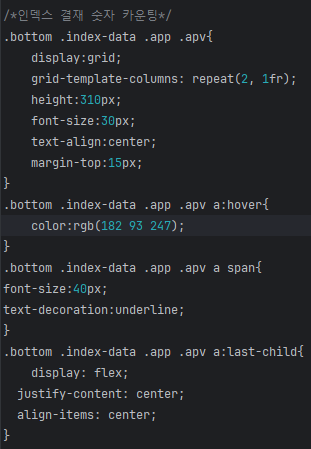 /*인덱스 결재 숫자 카운팅*/
.bottom .index-data .app .apv{
    display:grid;
    grid-template-columns: repeat(2, 1fr);
    height:310px;
    font-size:30px;
    text-align:center;
    margin-top:15px;
}
.bottom .index-data .app .apv a:hover{
    color:rgb(182 93 247);
}
.bottom .index-data .app .apv a span{
font-size:40px;
text-decoration:underline;
}
.bottom .index-data .app .apv a:last-child{
    display: flex;
  justify-content: center;
  align-items: center;
}